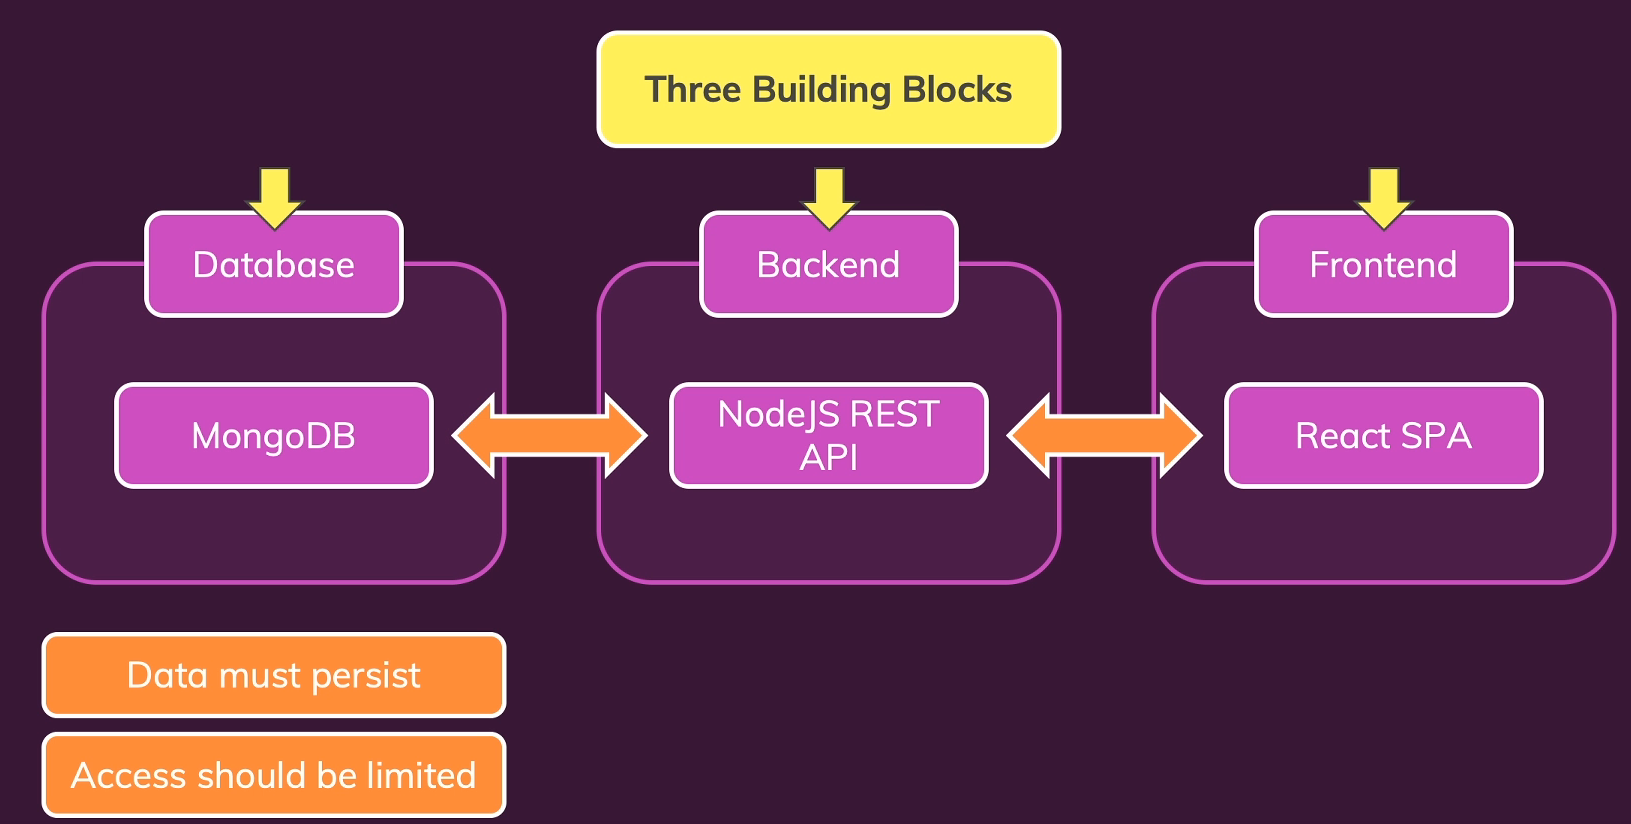 Three Building Blocks
Database
Backend
Frontend
MongoDB
NodeJS REST
API
React SPA
Data must persist
Access should be limited